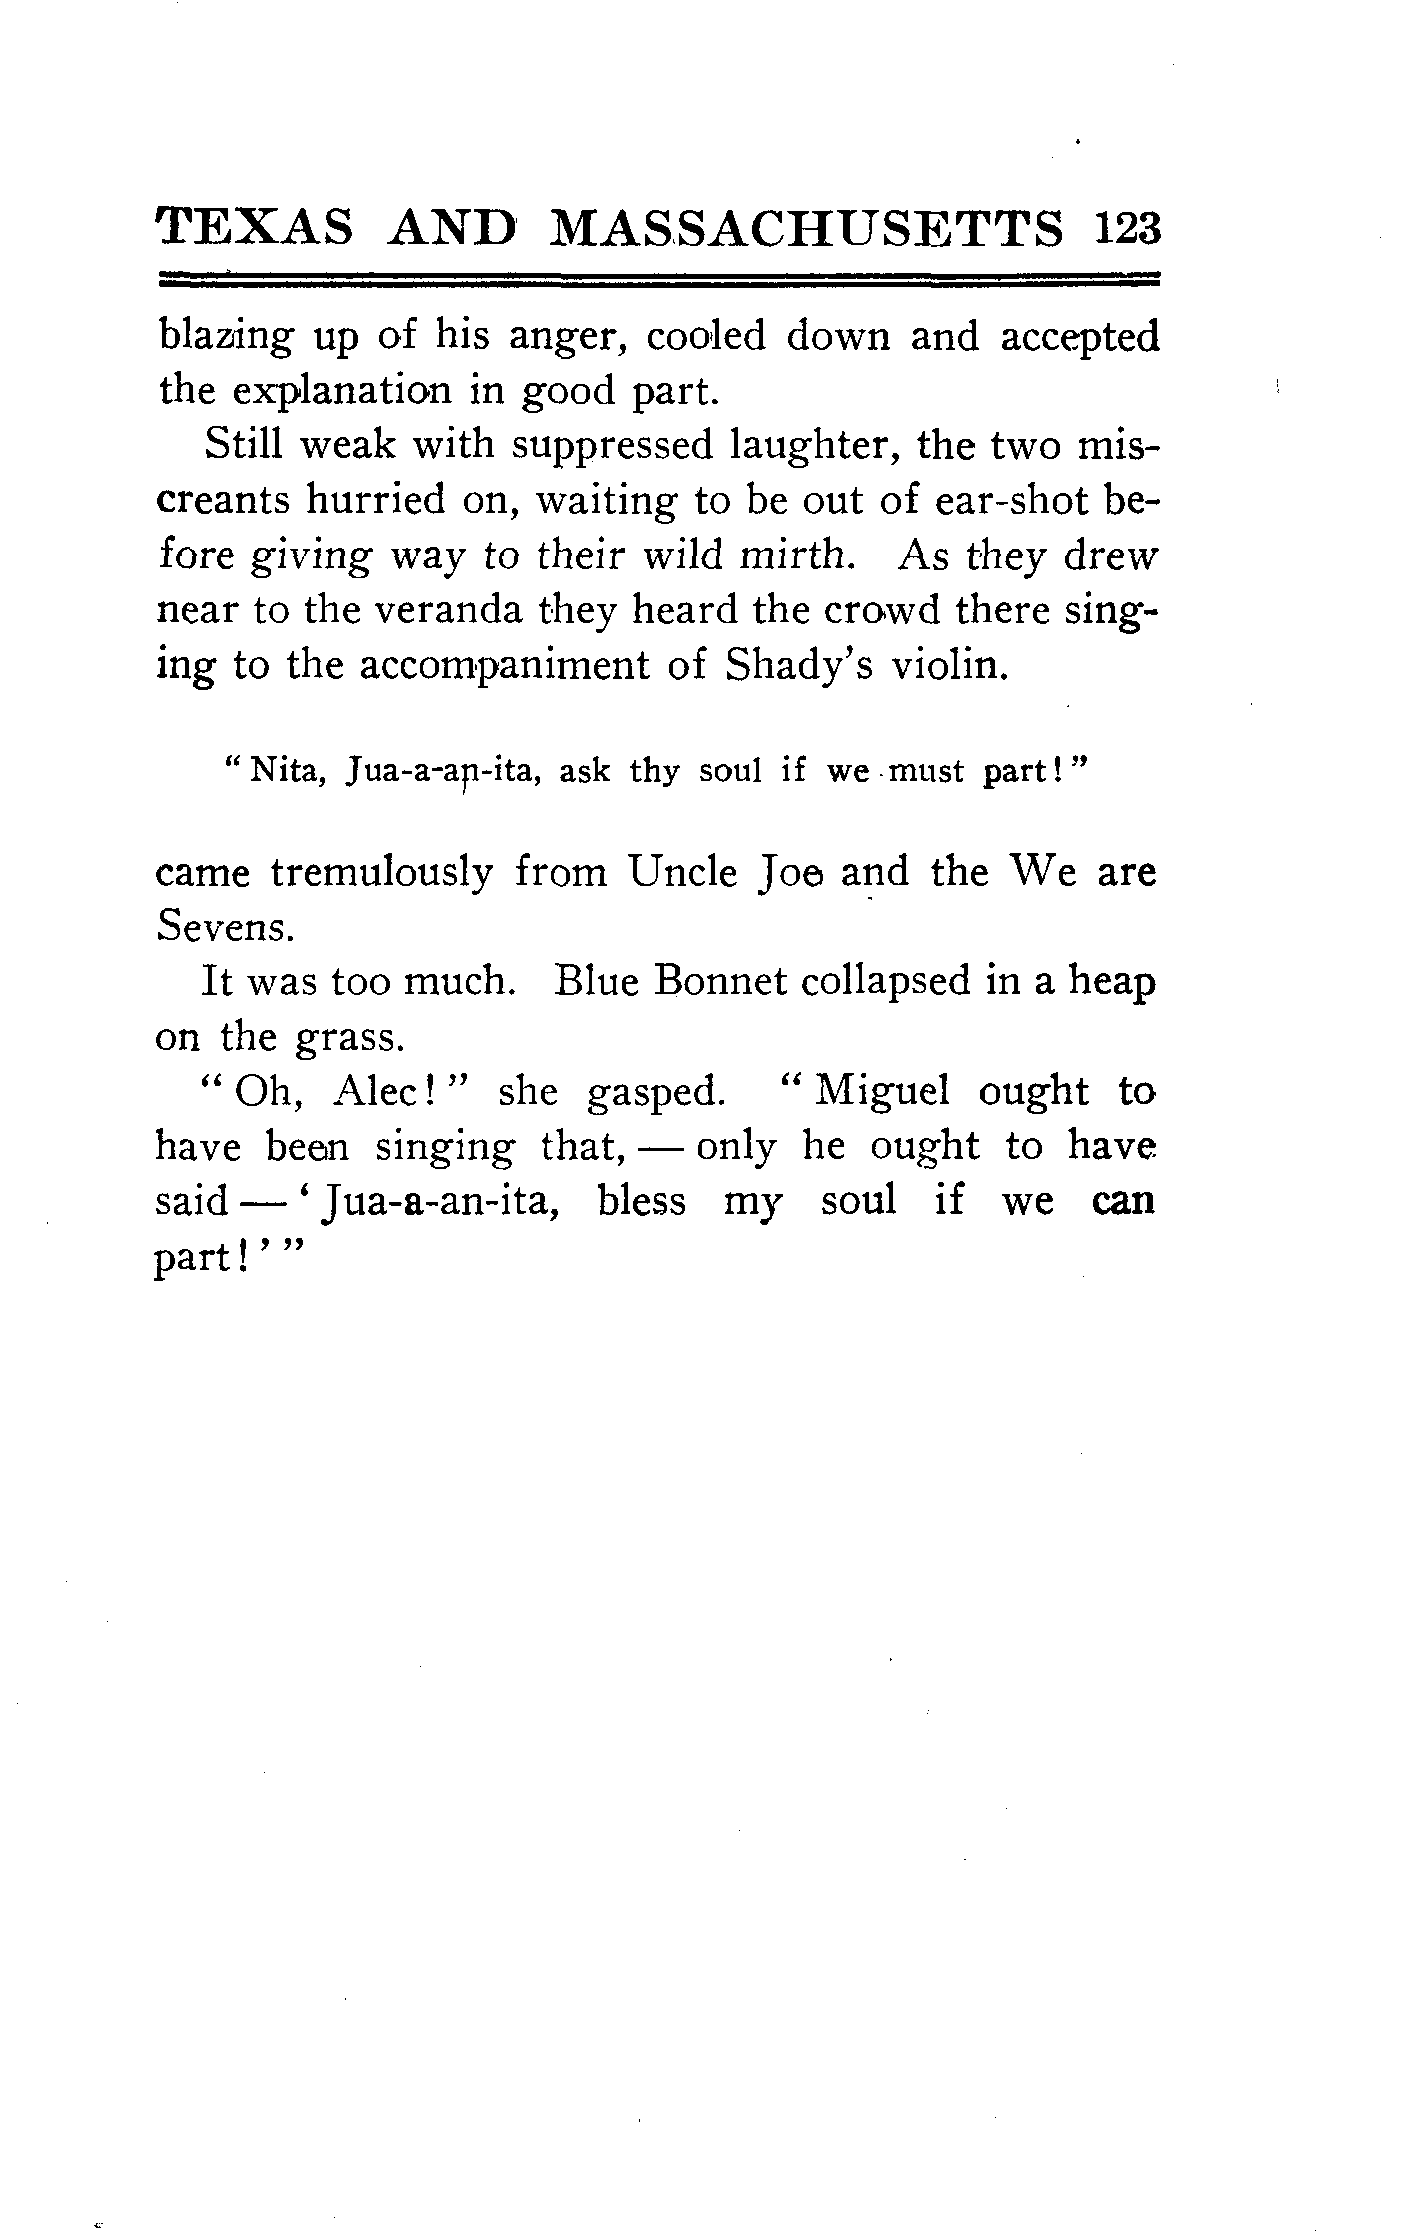 TEXAS AND MASSACHUSETTS 123
blazing up of his anger, cooled down and accepted
the explanation in good part.
Still weak with suppressed laughter, the two mis-
creants hurried on, waiting to be out of ear-shot be-
fore giving way to their wild mirth. As they drew
near to the veranda they heard the crowd there sing-
ing to the accompaniment of Shady's violin.
"Nita, Jua-a-an-ita, ask thy soul if we must part!"
came tremulously from Uncle Joe and the We are
Sevens.
It was too much. Blue Bonnet collapsed in a heap
on the grass.
"Oh, Alec!" she gasped. "Miguel ought to
have been singing that, — only he ought to have
said — 'Jua-a-an-ita, bless my soul if we can
part!'"